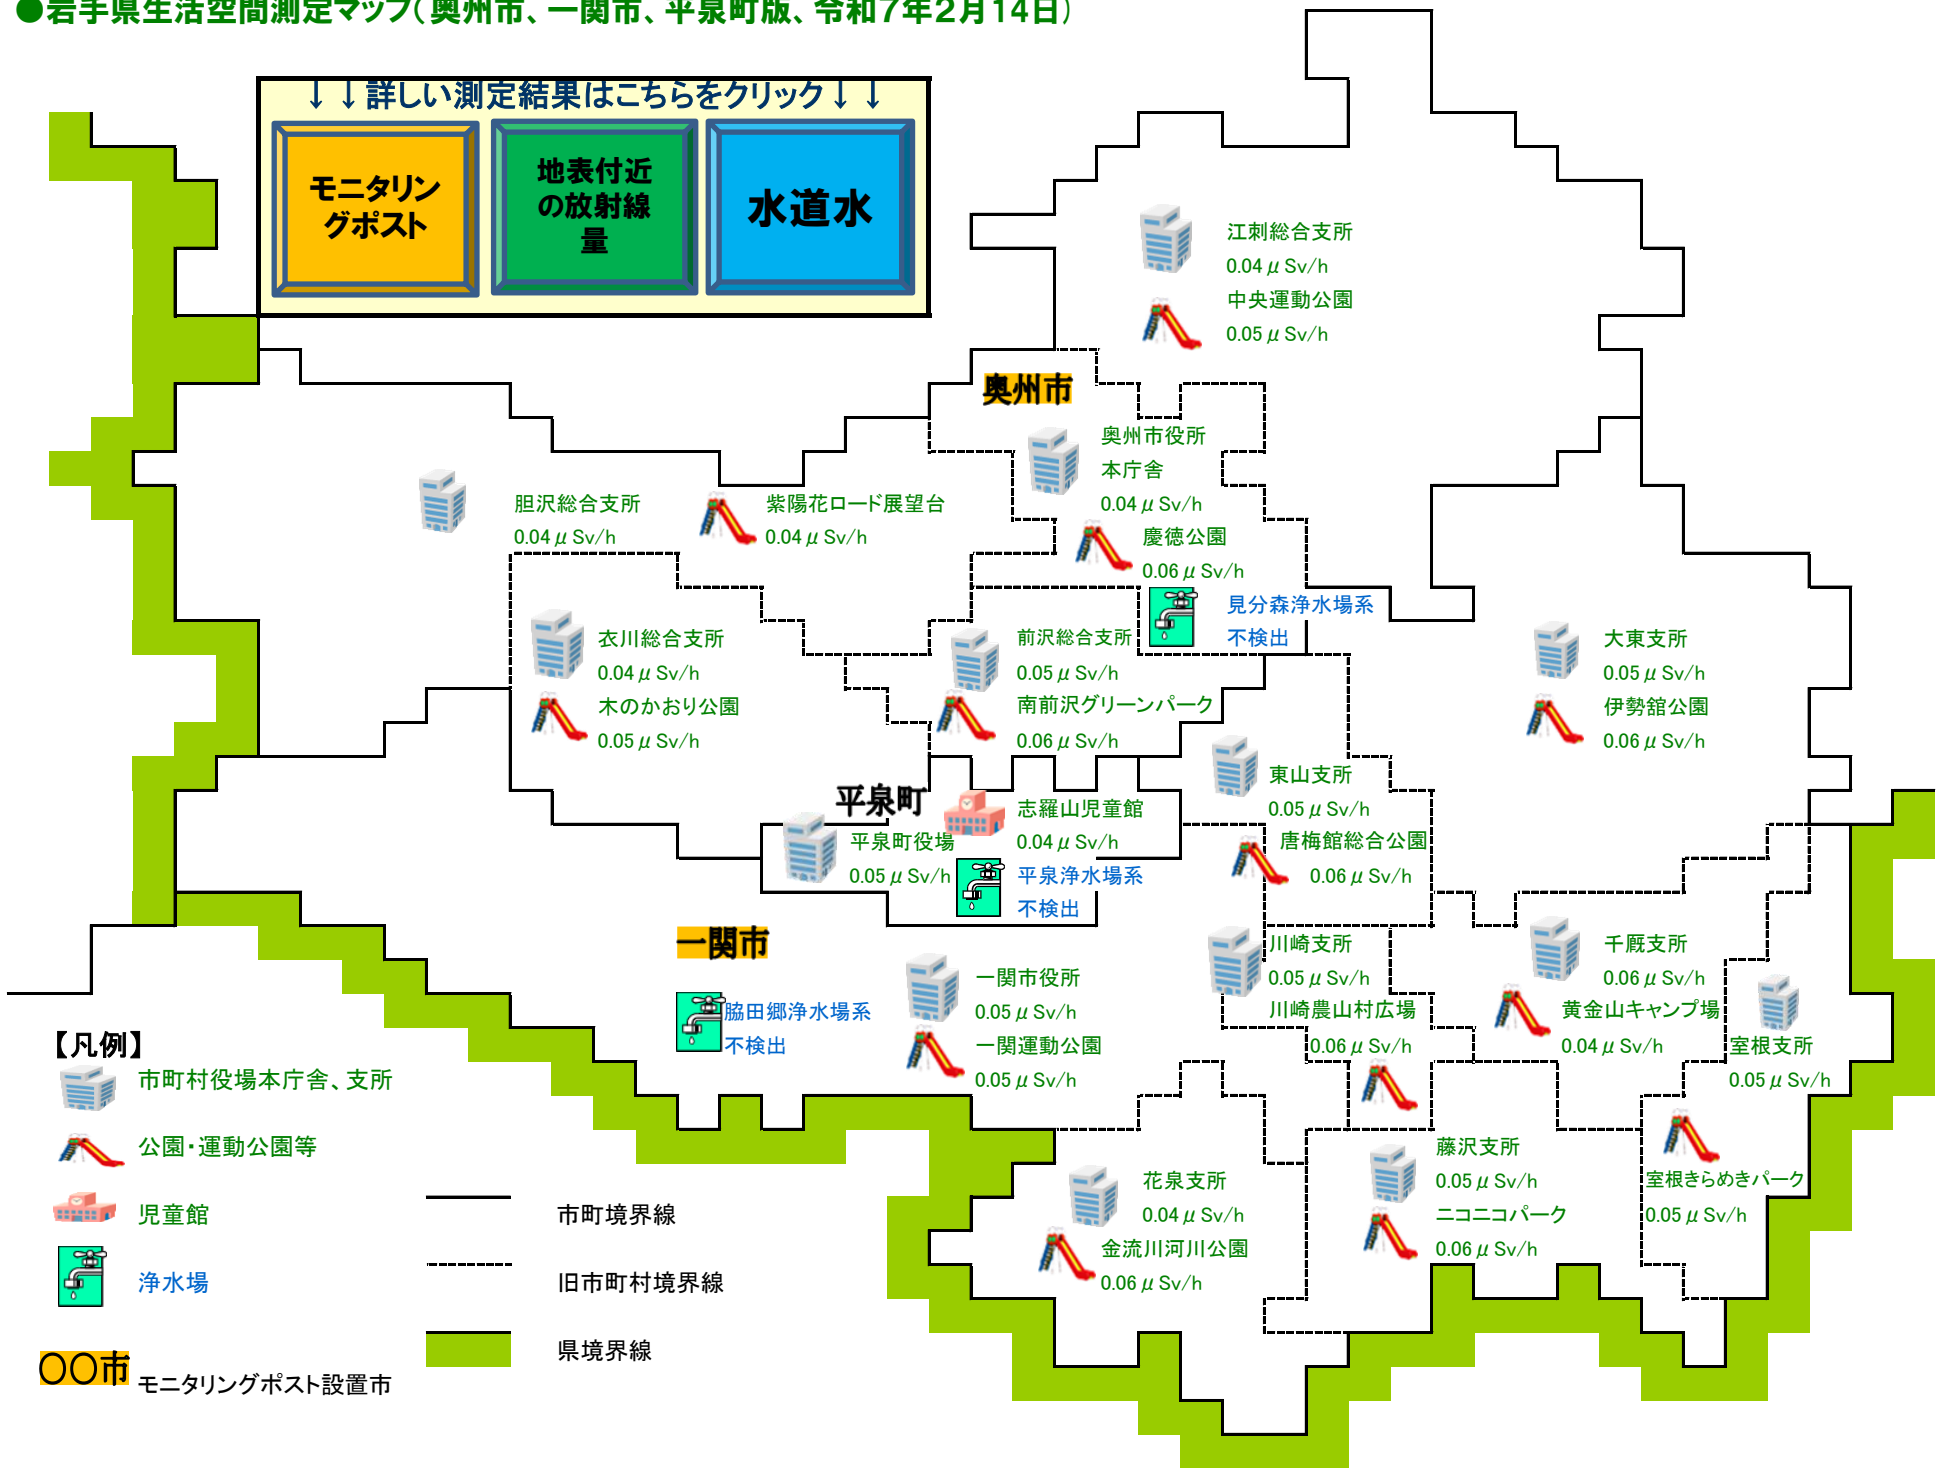 ●岩手県生活空間測定マップ（奥州市、一関市、平泉町版、令和7年2月14日）
↓↓詳しい測定結果はこちらをクリック↓↓
モニタリン
グポスト
地表付近
の放射線
量
水道水
江刺総合支所
0.04μSv/h
中央運動公園
0.05μSv/h
奥州市
奥州市役所
本庁舎
0.04μSv/h
慶徳公園
0.06μSv/h
見分森浄水場系
不検出
胆沢総合支所
0.04μSv/h
紫陽花ロード展望台
0.04μSv/h
衣川総合支所
0.04μSv/h
木のかおり公園
0.05μSv/h
前沢総合支所
0.05μSv/h
南前沢グリーンパーク
0.06μSv/h
大東支所
0.05μSv/h
伊勢舘公園
0.06μSv/h
平泉町
平泉町役場
0.05μSv/h
志羅山児童館
0.04μSv/h
平泉浄水場系
不検出
東山支所
0.05μSv/h
唐梅館総合公園
0.06μSv/h
一関市
脇田郷浄水場系
不検出
一関市役所
0.05μSv/h
一関運動公園
0.05μSv/h
川崎支所
0.05μSv/h
川崎農山村広場
0.06μSv/h
千厩支所
0.06μSv/h
黄金山キャンプ場
0.04μSv/h
室根支所
0.05μSv/h
室根きらめきパーク
0.05μSv/h
藤沢支所
0.05μSv/h
ニコニコパーク
0.06μSv/h
花泉支所
0.04μSv/h
金流川河川公園
0.06μSv/h
【凡例】
市町村役場本庁舎、支所
公園・運動公園等
児童館
浄水場
〇〇市
モニタリングポスト設置市
市町境界線
旧市町村境界線
県境界線